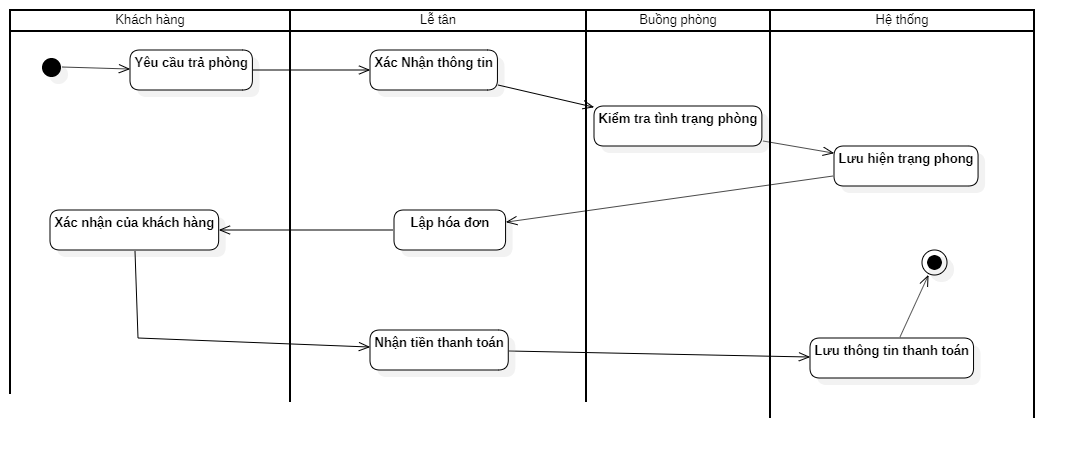 Khách hàng
Lễ tân
Buồng phòng
Hệ thống
Yêu cầu trả phòng
Xác Nhận thông tin
Kiểm tra tình trạng phòng
Lưu hiện trạng phong
Xác nhận của khách hàng
Lập hóa đơn
Nhận tiền thanh toán
Lưu thông tin thanh toán